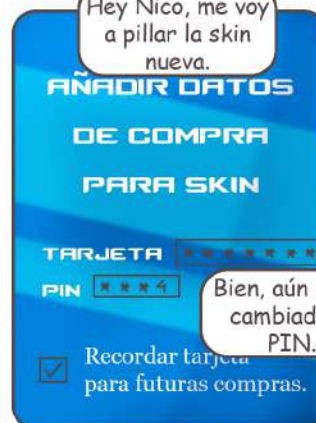 Hey Nico, me voy
a pillar la skin
nueva.
AÑADIR DATOS
DE COMPRA
PARA SKIN
TARJETA ********
PIN ***4
Bien, aún
cambiad
PIN.
Recordar tarjeta
para futuras compras.